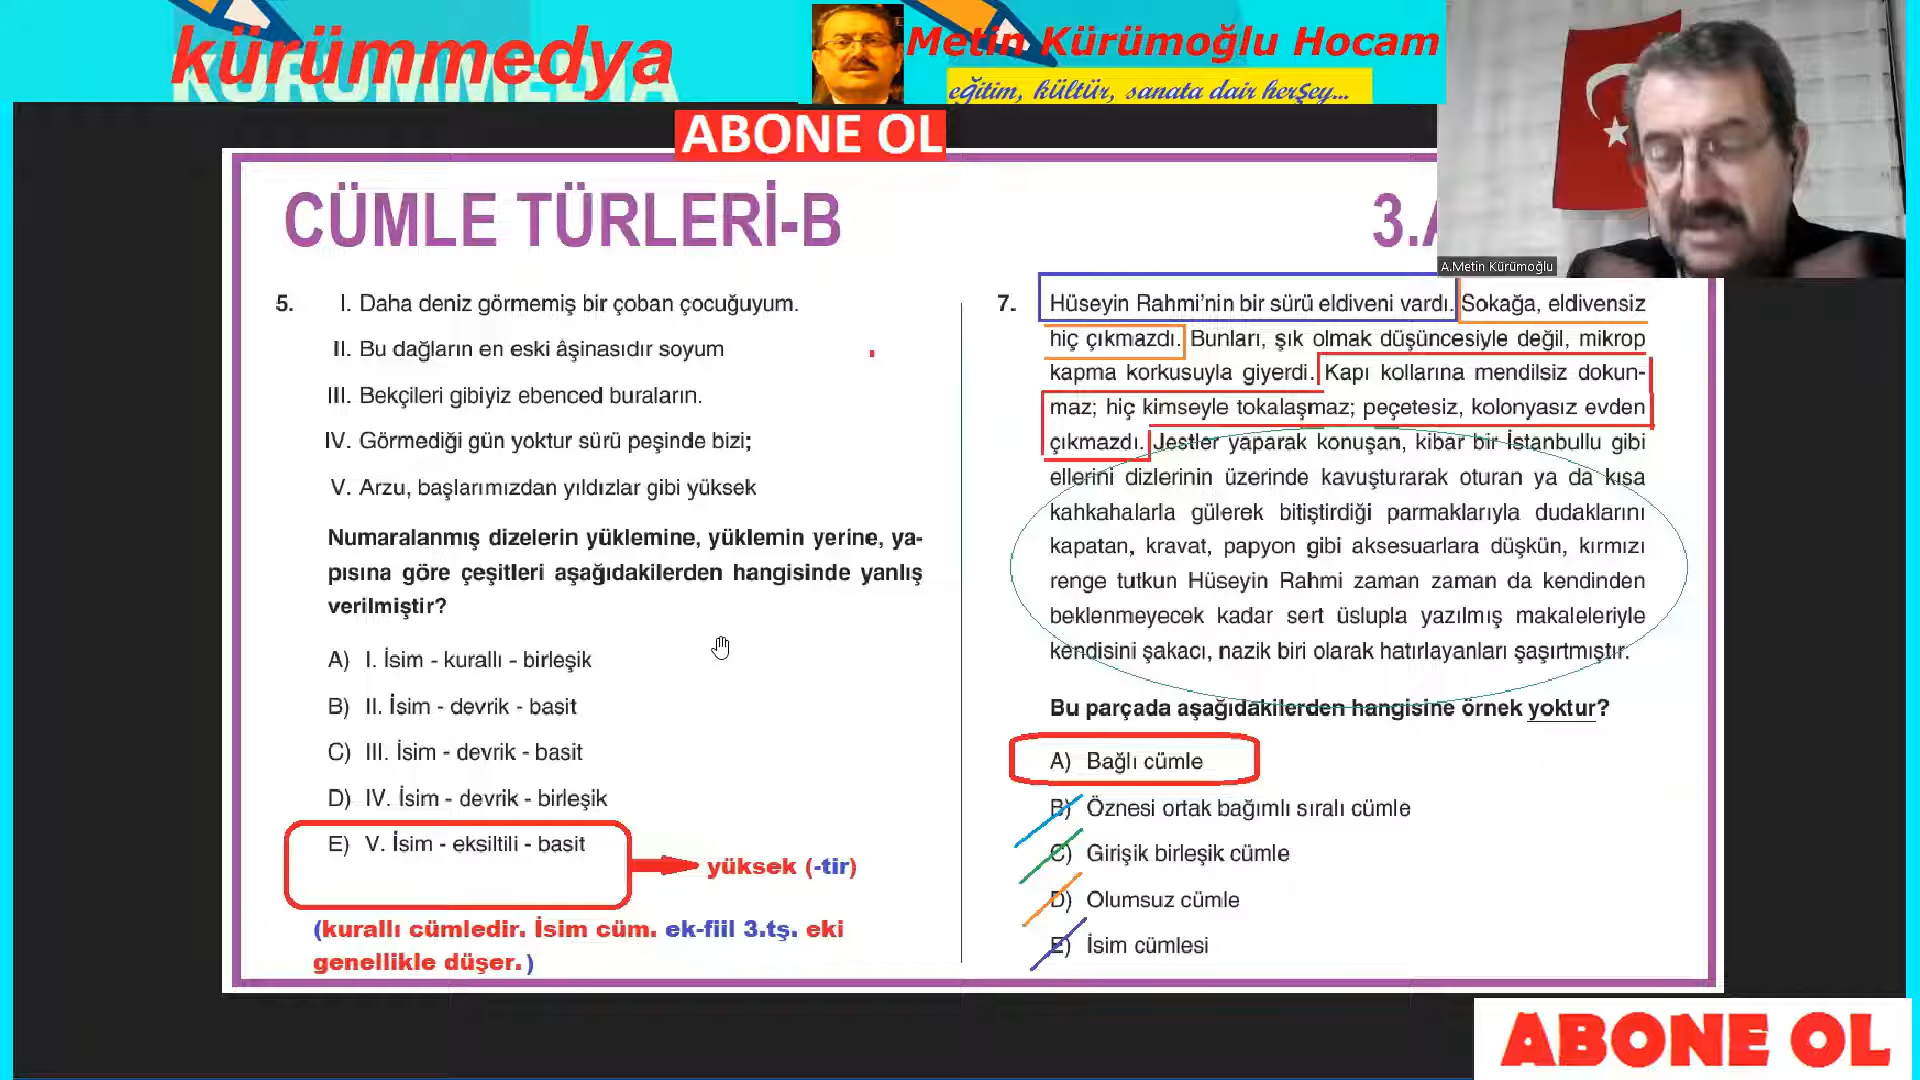 kürümmedya
KÜRÜMMEDYA
Metin Kürümoğlu Hocam
eğitim, kültür, sanata dair herşey...
ABONE OL
A.Metin Kürümoğlu
CÜMLE TÜRLERİ-B
3.A
5. I. Daha deniz görmemiş bir çoban çocuğuyum.
II. Bu dağların en eski âşinasıdır soyum
III. Bekçileri gibiyiz ebenced buraların.
IV. Görmediği gün yoktur sürü peşinde bizi;
V. Arzu, başlarımızdan yıldızlar gibi yüksek
Numaralanmış dizelerin yüklemine, yüklemin yerine, ya-
pısına göre çeşitleri aşağıdakilerden hangisinde yanlış
verilmiştir?
A) I. İsim - kurallı - birleşik
B) II. İsim - devrik - basit
C) III. İsim - devrik - basit
D) IV. İsim - devrik - birleşik
E) V. İsim - eksiltili - basit
yüksek (-tir)
(kurallı cümledir. İsim cüm. ek-fiil 3.tş. eki
genellikle düşer.)
7. Hüseyin Rahmi'nin bir sürü eldiveni vardı. Sokağa, eldivensiz
hiç çıkmazdı. Bunları, şık olmak düşüncesiyle değil, mikrop
kapma korkusuyla giyerdi. Kapı kollarına mendilsiz dokun-
maz; hiç kimseyle tokalaşmaz; peçetesiz, kolonyasız evden
çıkmazdı. Jestler yaparak konuşan, kibar bir İstanbullu gibi
ellerini dizlerinin üzerinde kavuşturarak oturan ya da kısa
kahkahalarla gülerek bitiştirdiği parmaklarıyla dudaklarını
kapatan, kravat, papyon gibi aksesuarlara düşkün, kırmızı
renge tutkun Hüseyin Rahmi zaman zaman da kendinden
beklenmeyecek kadar sert üslupla yazılmış makaleleriyle
kendisini şakacı, nazik biri olarak hatırlayanları şaşırtmıştır.
Bu parçada aşağıdakilerden hangisine örnek yoktur?
A) Bağlı cümle
B) Öznesi ortak bağımlı sıralı cümle
C) Girişik birleşik cümle
D) Olumsuz cümle
E) İsim cümlesi
ABONE OL